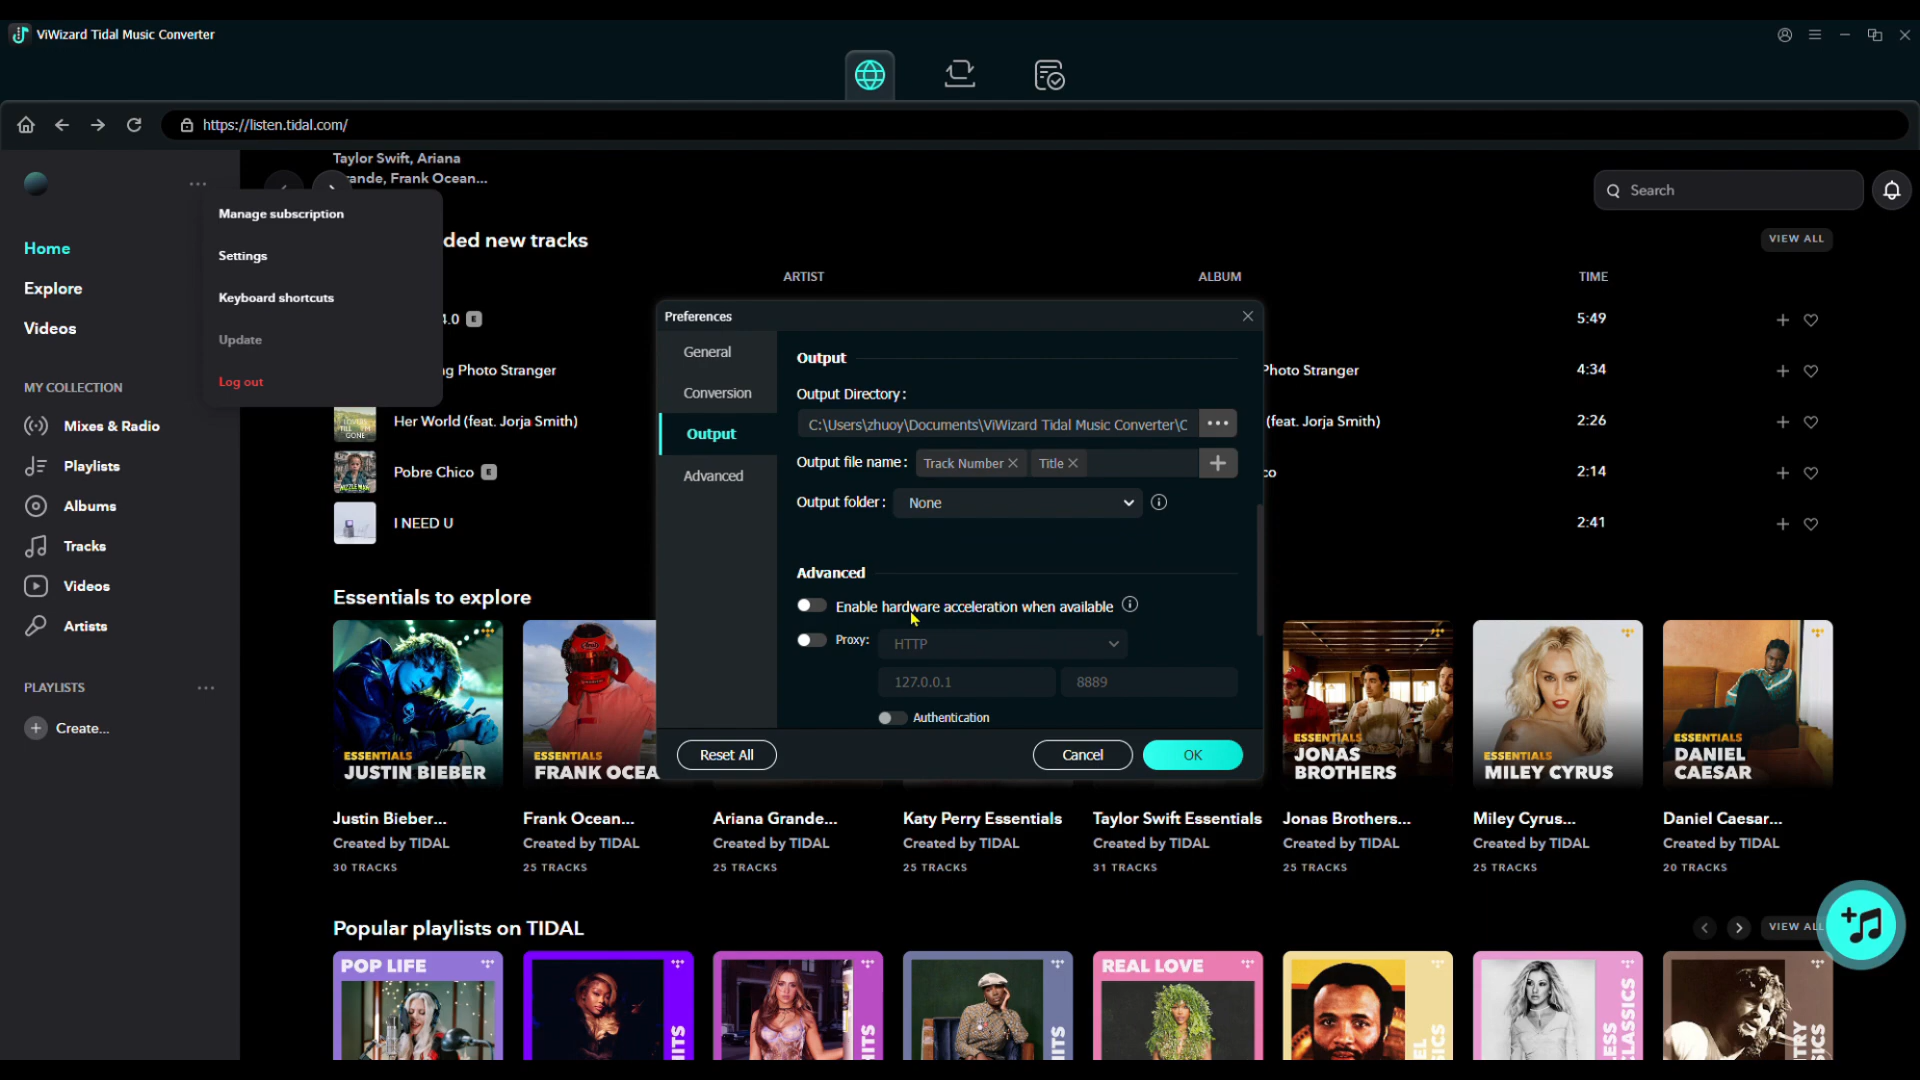 ViWizard Tidal Music Converter
https://listen.tidal.com/
Taylor Swift, Ariana
rande, Frank Ocean...
Search
Manage subscription
Settings
Keyboard shortcuts
Update
Log out
Home
Explore
Videos
MY COLLECTION
Mixes & Radio
Playlists
Albums
Tracks
Videos
Artists
PLAYLISTS
Create...
ded new tracks
VIEW ALL
ARTIST ALBUM TIME
.0 E 5:49
g Photo Stranger Photo Stranger 4:34
Her World (feat. Jorja Smith) (feat. Jorja Smith) 2:26
Pobre Chico E co 2:14
I NEED U 2:41
Preferences
General
Conversion
Output
Advanced
Output
Output Directory:
C:\Users\zhuoy\Documents\ViWizard Tidal Music Converter\C ...
Output file name: Track Number Title
Output folder: None
Advanced
Enable hardware acceleration when available
Proxy: HTTP
127.0.0.1 8889
Authentication
Reset All Cancel OK
Essentials to explore
ESSENTIALS
JUSTIN BIEBER
ESSENTIALS
FRANK OCEA
ESSENTIALS
JONAS
BROTHERS
ESSENTIALS
MILEY CYRUS
ESSENTIALS
DANIEL
CAESAR
Justin Bieber...
Created by TIDAL
30 TRACKS
Frank Ocean...
Created by TIDAL
25 TRACKS
Ariana Grande...
Created by TIDAL
25 TRACKS
Katy Perry Essentials
Created by TIDAL
25 TRACKS
Taylor Swift Essentials
Created by TIDAL
31 TRACKS
Jonas Brothers...
Created by TIDAL
25 TRACKS
Miley Cyrus...
Created by TIDAL
25 TRACKS
Daniel Caesar...
Created by TIDAL
20 TRACKS
Popular playlists on TIDAL
VIEW ALL
POP LIFE
HITS
HITS
HITS
REAL LOVE